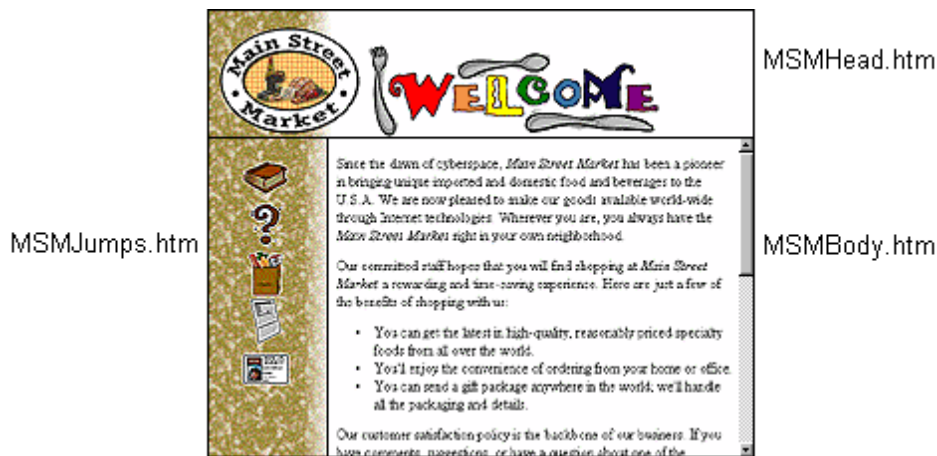 Main Street
Market
WELCOME
MSMHead.htm
MSMJumps.htm
MSMBody.htm
Since the dawn of cyberspace, Main Street Market has been a pioneer
in bringing unique imported and domestic food and beverages to the
U.S.A. We are now pleased to make our goods available world-wide
through Internet technologies. Wherever you are, you always have the
Main Street Market right in your own neighborhood.
Our committed staff hopes that you will find shopping at Main Street
Market a rewarding and time-saving experience. Here are just a few of
the benefits of shopping with us:
• You can get the latest in high-quality, reasonably priced specialty
foods from all over the world.
• You'll enjoy the convenience of ordering from your home or office.
• You can send a gift package anywhere in the world; we'll handle
all the packaging and details.
Our customer satisfaction policy is the backbone of our business. If you
have comments, suggestions, or have a question about one of the